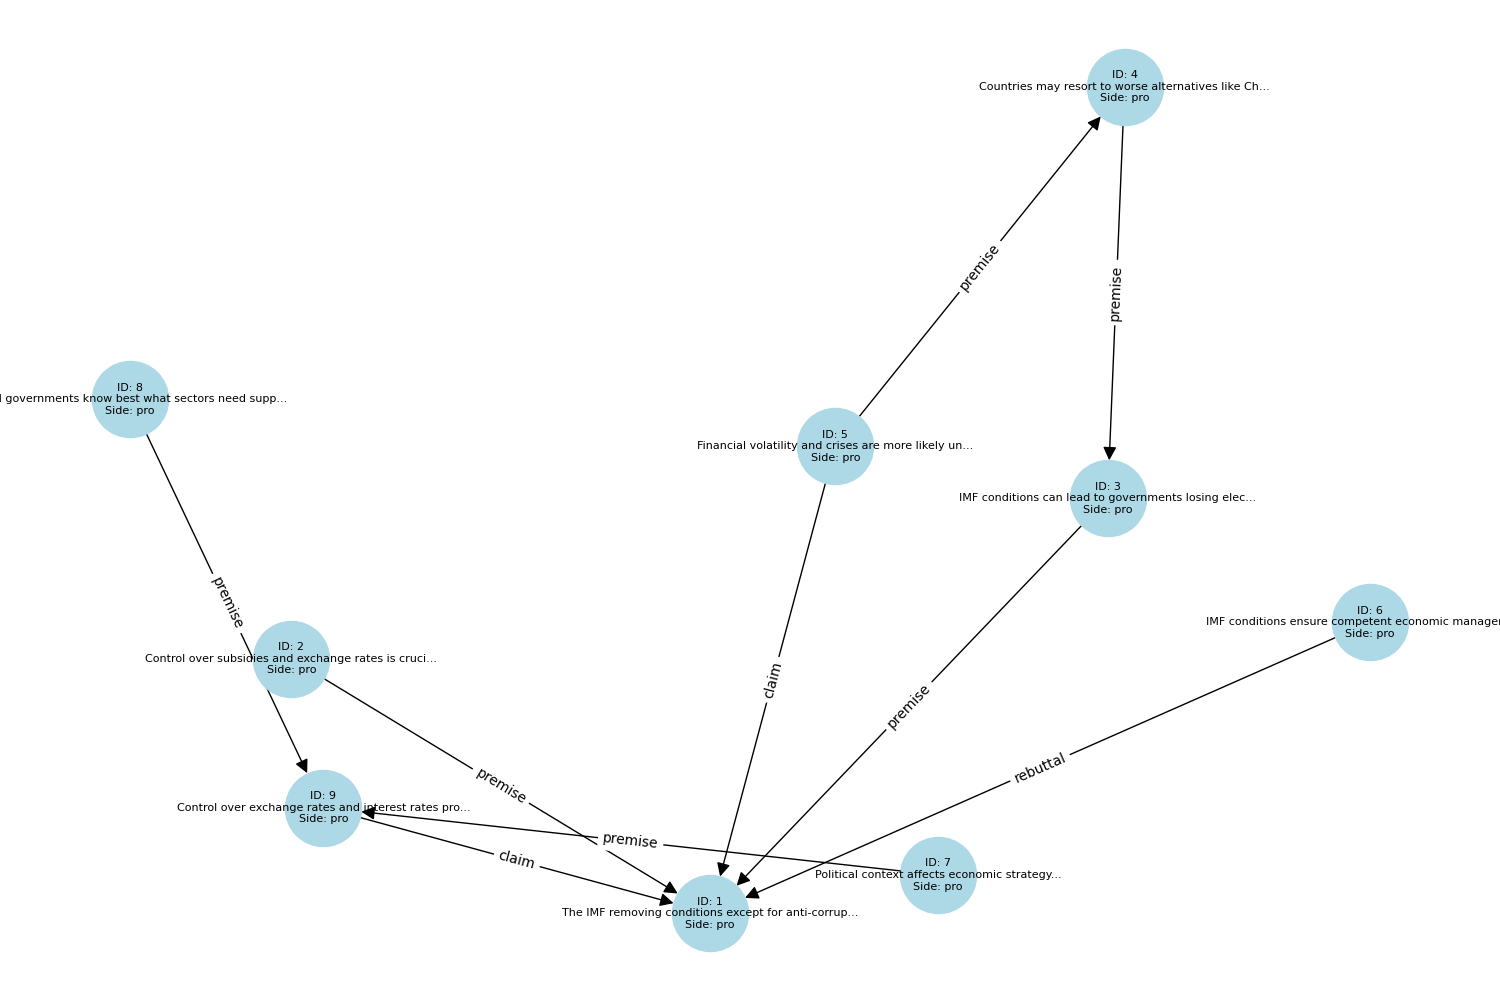 ID: 4
Countries may resort to worse alternatives like Ch...
Side: pro
premise
premise
ID: 8
governments know best what sectors need supp...
Side: pro
ID: 5
Financial volatility and crises are more likely un...
Side: pro
ID: 3
IMF conditions can lead to governments losing elec...
Side: pro
premise
ID: 6
IMF conditions ensure competent economic
Side: pro
ID: 2
Control over subsidies and exchange rates is cruci...
Side: pro
claim
premise
rebuttal
premise
ID: 9
Control over exchange rates and interest rates pro...
Side: pro
premise
claim
ID: 7
Political context affects economic strategy...
Side: pro
ID: 1
The IMF removing conditions except for anti-corrup...
Side: pro